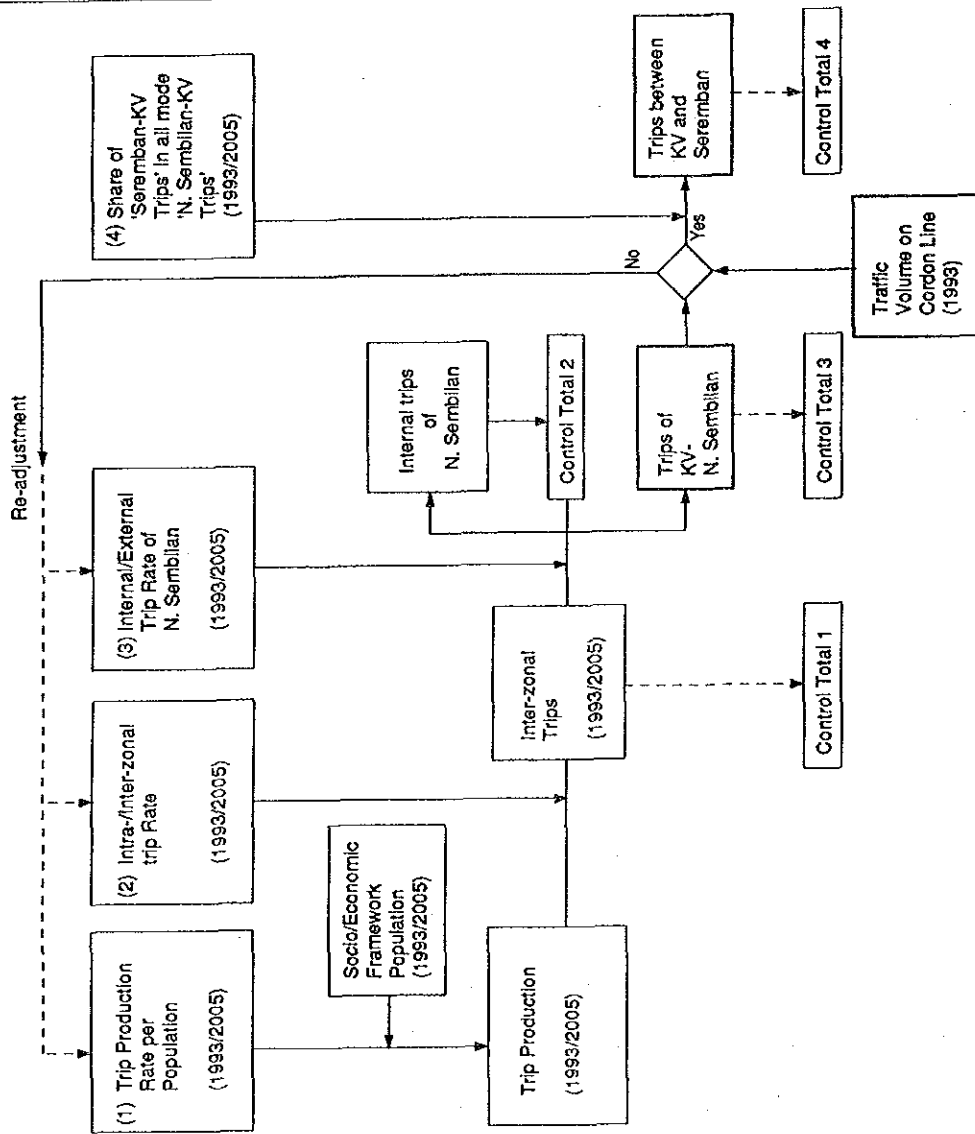 Re-adjustment
(1) Trip Production
Rate per
Population
(1993/2005)
(2) Intra-/Inter-zonal
trip Rate
(1993/2005)
(3) Internal/External
Trip Rate of
N. Sembilan
(1993/2005)
(4) Share of
'Seremban-KV
Trips' in all mode
'N. Sembilan-KV
Trips'
(1993/2005)
Socio/Economic
Framework
Population
(1993/2005)
Trip Production
(1993/2005)
Inter-zonal
Trips
(1993/2005)
Control Total 1
Internal trips
of
N. Sembilan
Control Total 2
Trips of
KV-
N. Sembilan
Control Total 3
No
Yes
Traffic
Volume on
Cordon Line
(1993)
Trips between
KV and
Seremban
Control Total 4